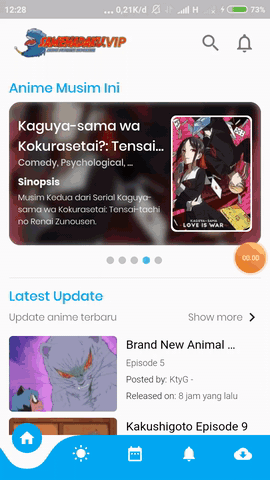 12:28
0,21K/d
H
73%
.VIP
Anime Musim Ini
Kaguya-sama wa
Kokurasetai?: Tensai...
Comedy, Psychological, ...
Sinopsis
Musim Kedua dari Serial Kaguya-
sama wa Kokurasetai: Tensai-tachi
no Renai Zunousen.
LOVE IS WAR
00:00
Latest Update
Update anime terbaru
Show more
Brand New Animal ...
Episode 5
Posted by: KtyG -
Released on: 8 jam yang lalu
Kakushigoto Episode 9